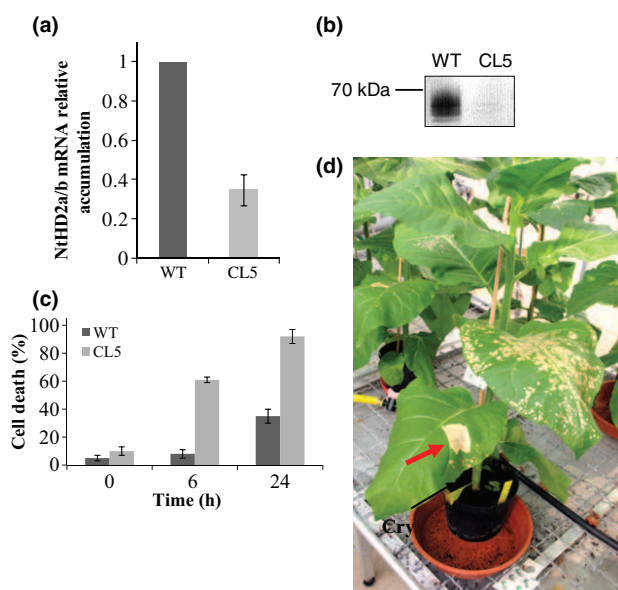 (a)
NtHD2a/b mRNA relative
accumulation
1
0.8
0.6
0.4
0.2
0
WT
CL5
(b)
WT CL5
70 kDa
(c)
Cell death (%)
100
80
60
40
20
0
WT
CL5
0
6
24
Time (h)
(d)
Cry